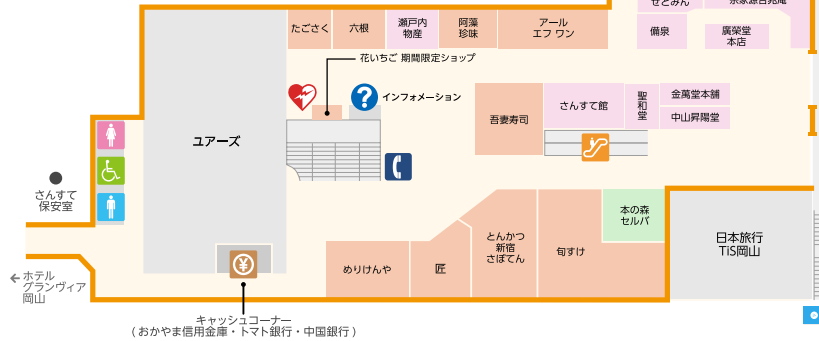 せとみん
宗家源吉兆庵
たごさく
六根
瀬戸内
物産
阿藻
珍味
アール
エフ ワン
備泉
廣榮堂
本店
花いちご 期間限定ショップ
インフォメーション
ユアーズ
吾妻寿司
さんすて館
聖和堂
金萬堂本舗
中山昇陽堂
さんすて
保安室
本の森
セルバ
とんかつ
新宿
さぼてん
旬すけ
日本旅行
TiS岡山
めりけんや
匠
ホテル
グランヴィア
岡山
キャッシュコーナー
(おかやま信用金庫・トマト銀行・中国銀行)